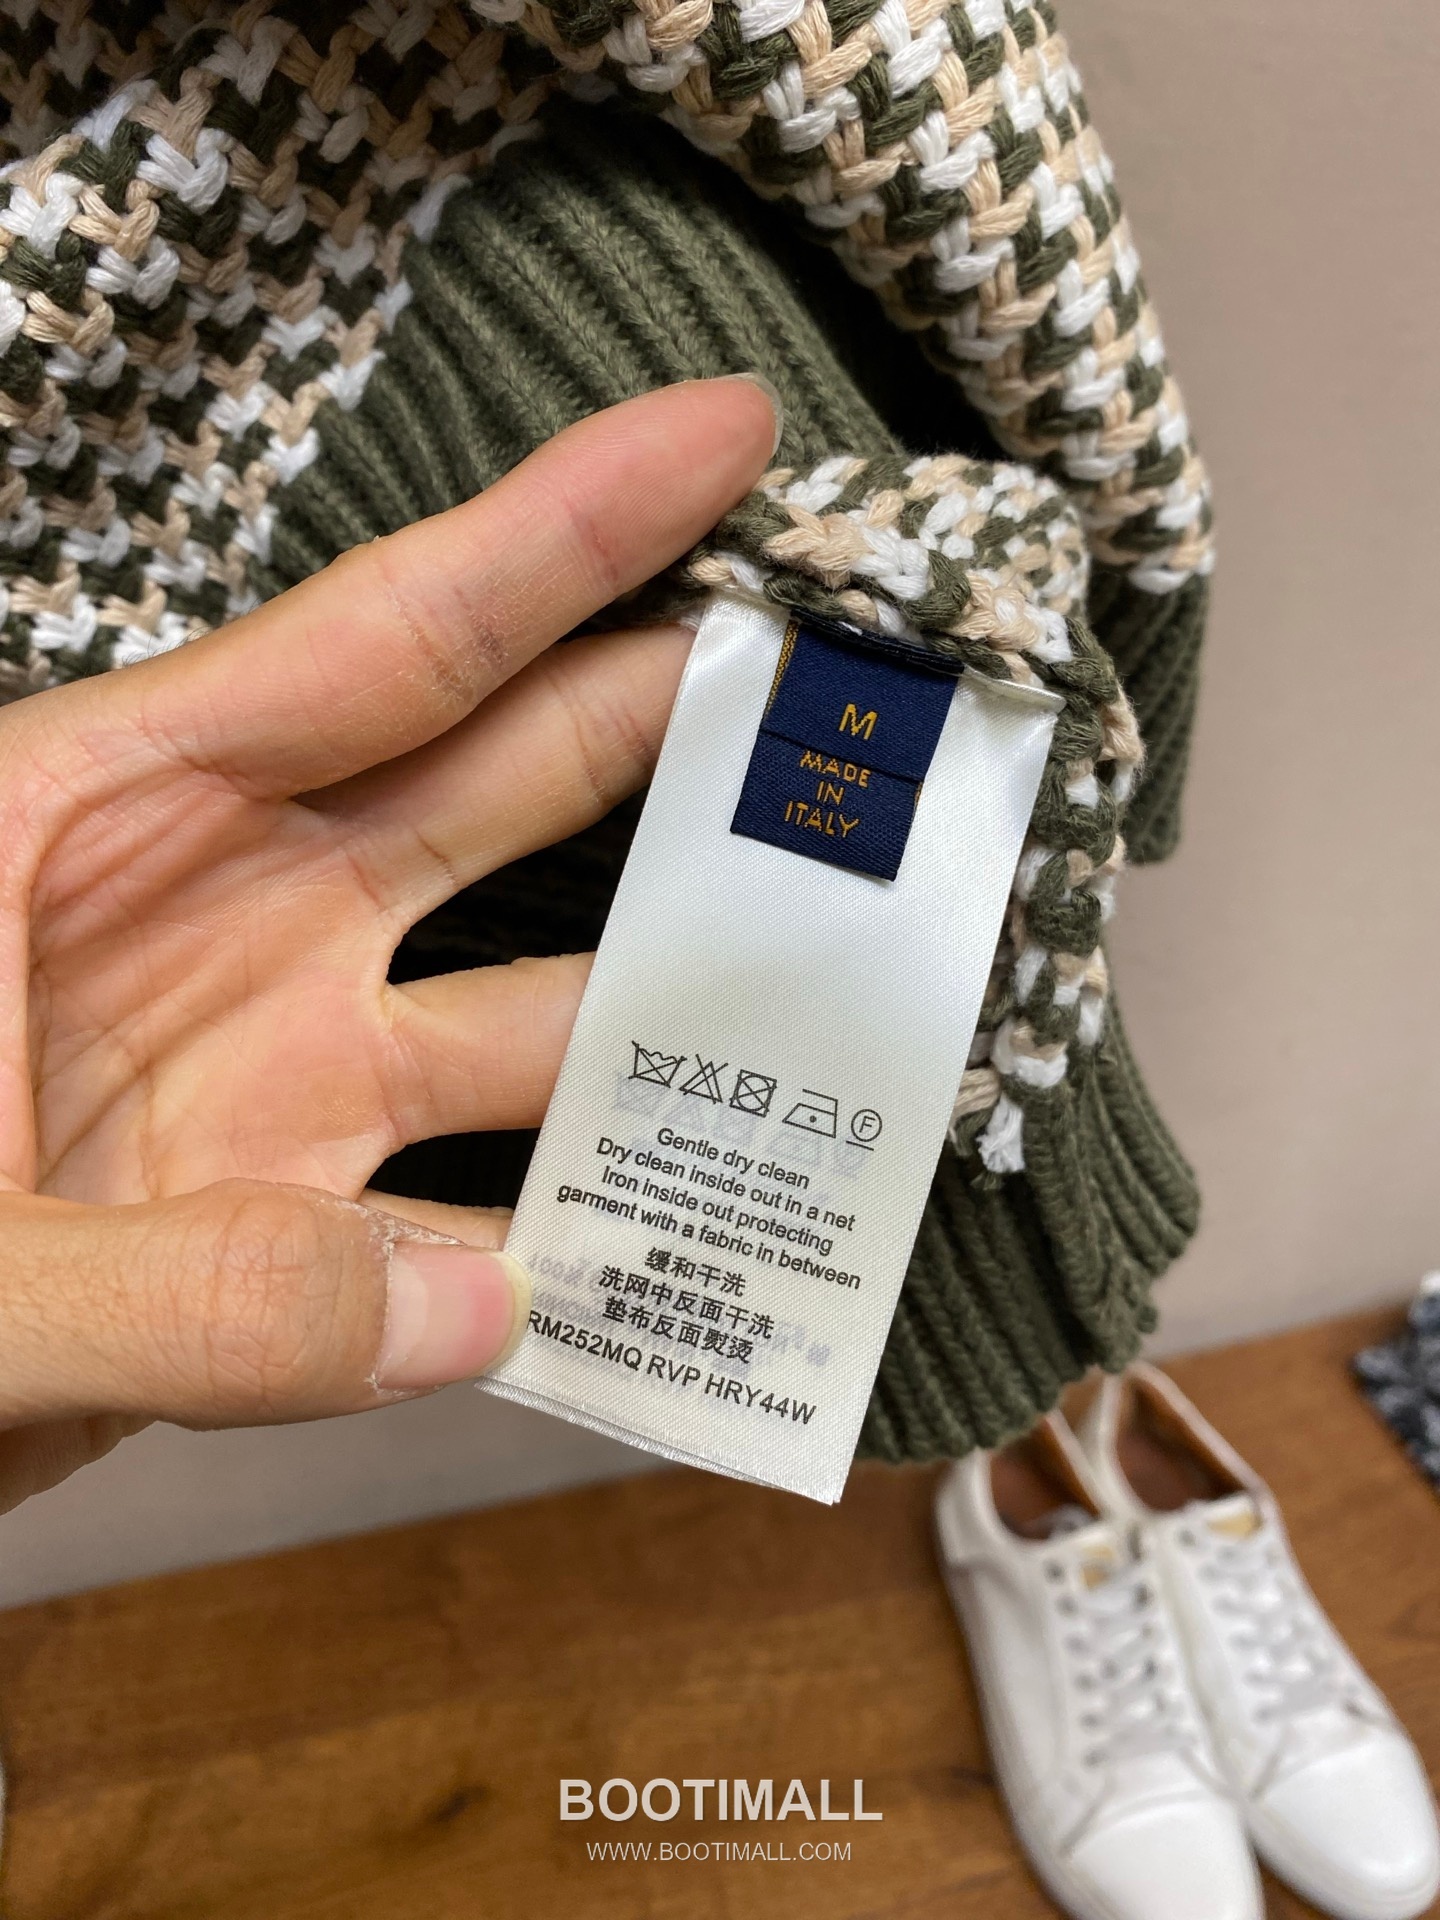 M
MADE
IN
ITALY
F
Gentle dry clean
Dry clean inside out in a net
Iron inside out protecting
garment with a fabric in between
缓和干洗
洗网中反面干洗
垫布反面熨烫
RM252MQ RVP HRY44W
BOOTIMALL
WWW.BOOTIMALL.COM